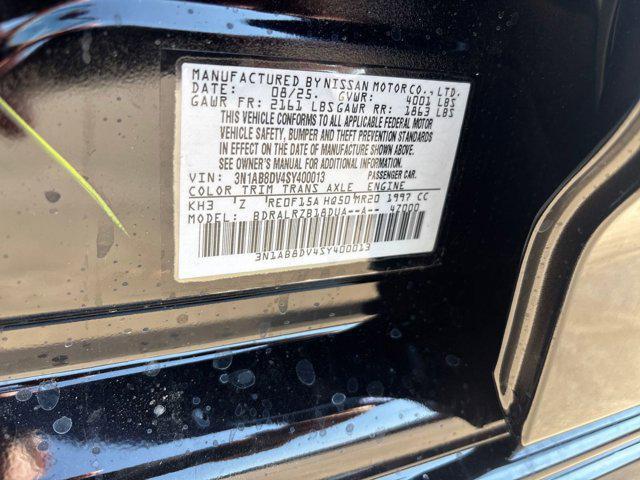 MANUFACTURED BY NISSAN MOTOR CO., LTD.
DATE: 08/25. GVWR: 4001 LBS
GAWR FR: 2161 LBS GAWR RR: 1863 LBS
THIS VEHICLE CONFORMS TO ALL APPLICABLE FEDERAL MOTOR
VEHICLE SAFETY, BUMPER AND THEFT PREVENTION STANDARDS
IN EFFECT ON THE DATE OF MANUFACTURE SHOWN ABOVE.
SEE OWNER'S MANUAL FOR ADDITIONAL INFORMATION.
VIN: 3N1AB8DV4SY400013 PASSENGER CAR.
COLOR TRIM TRANS AXLE ENGINE
KH3 'Z RE0F15A HQ50 MR20 1997 CC
MODEL: BDRALRZB18DUA--A-- 4Z000
3N1AB8DV4SY400013